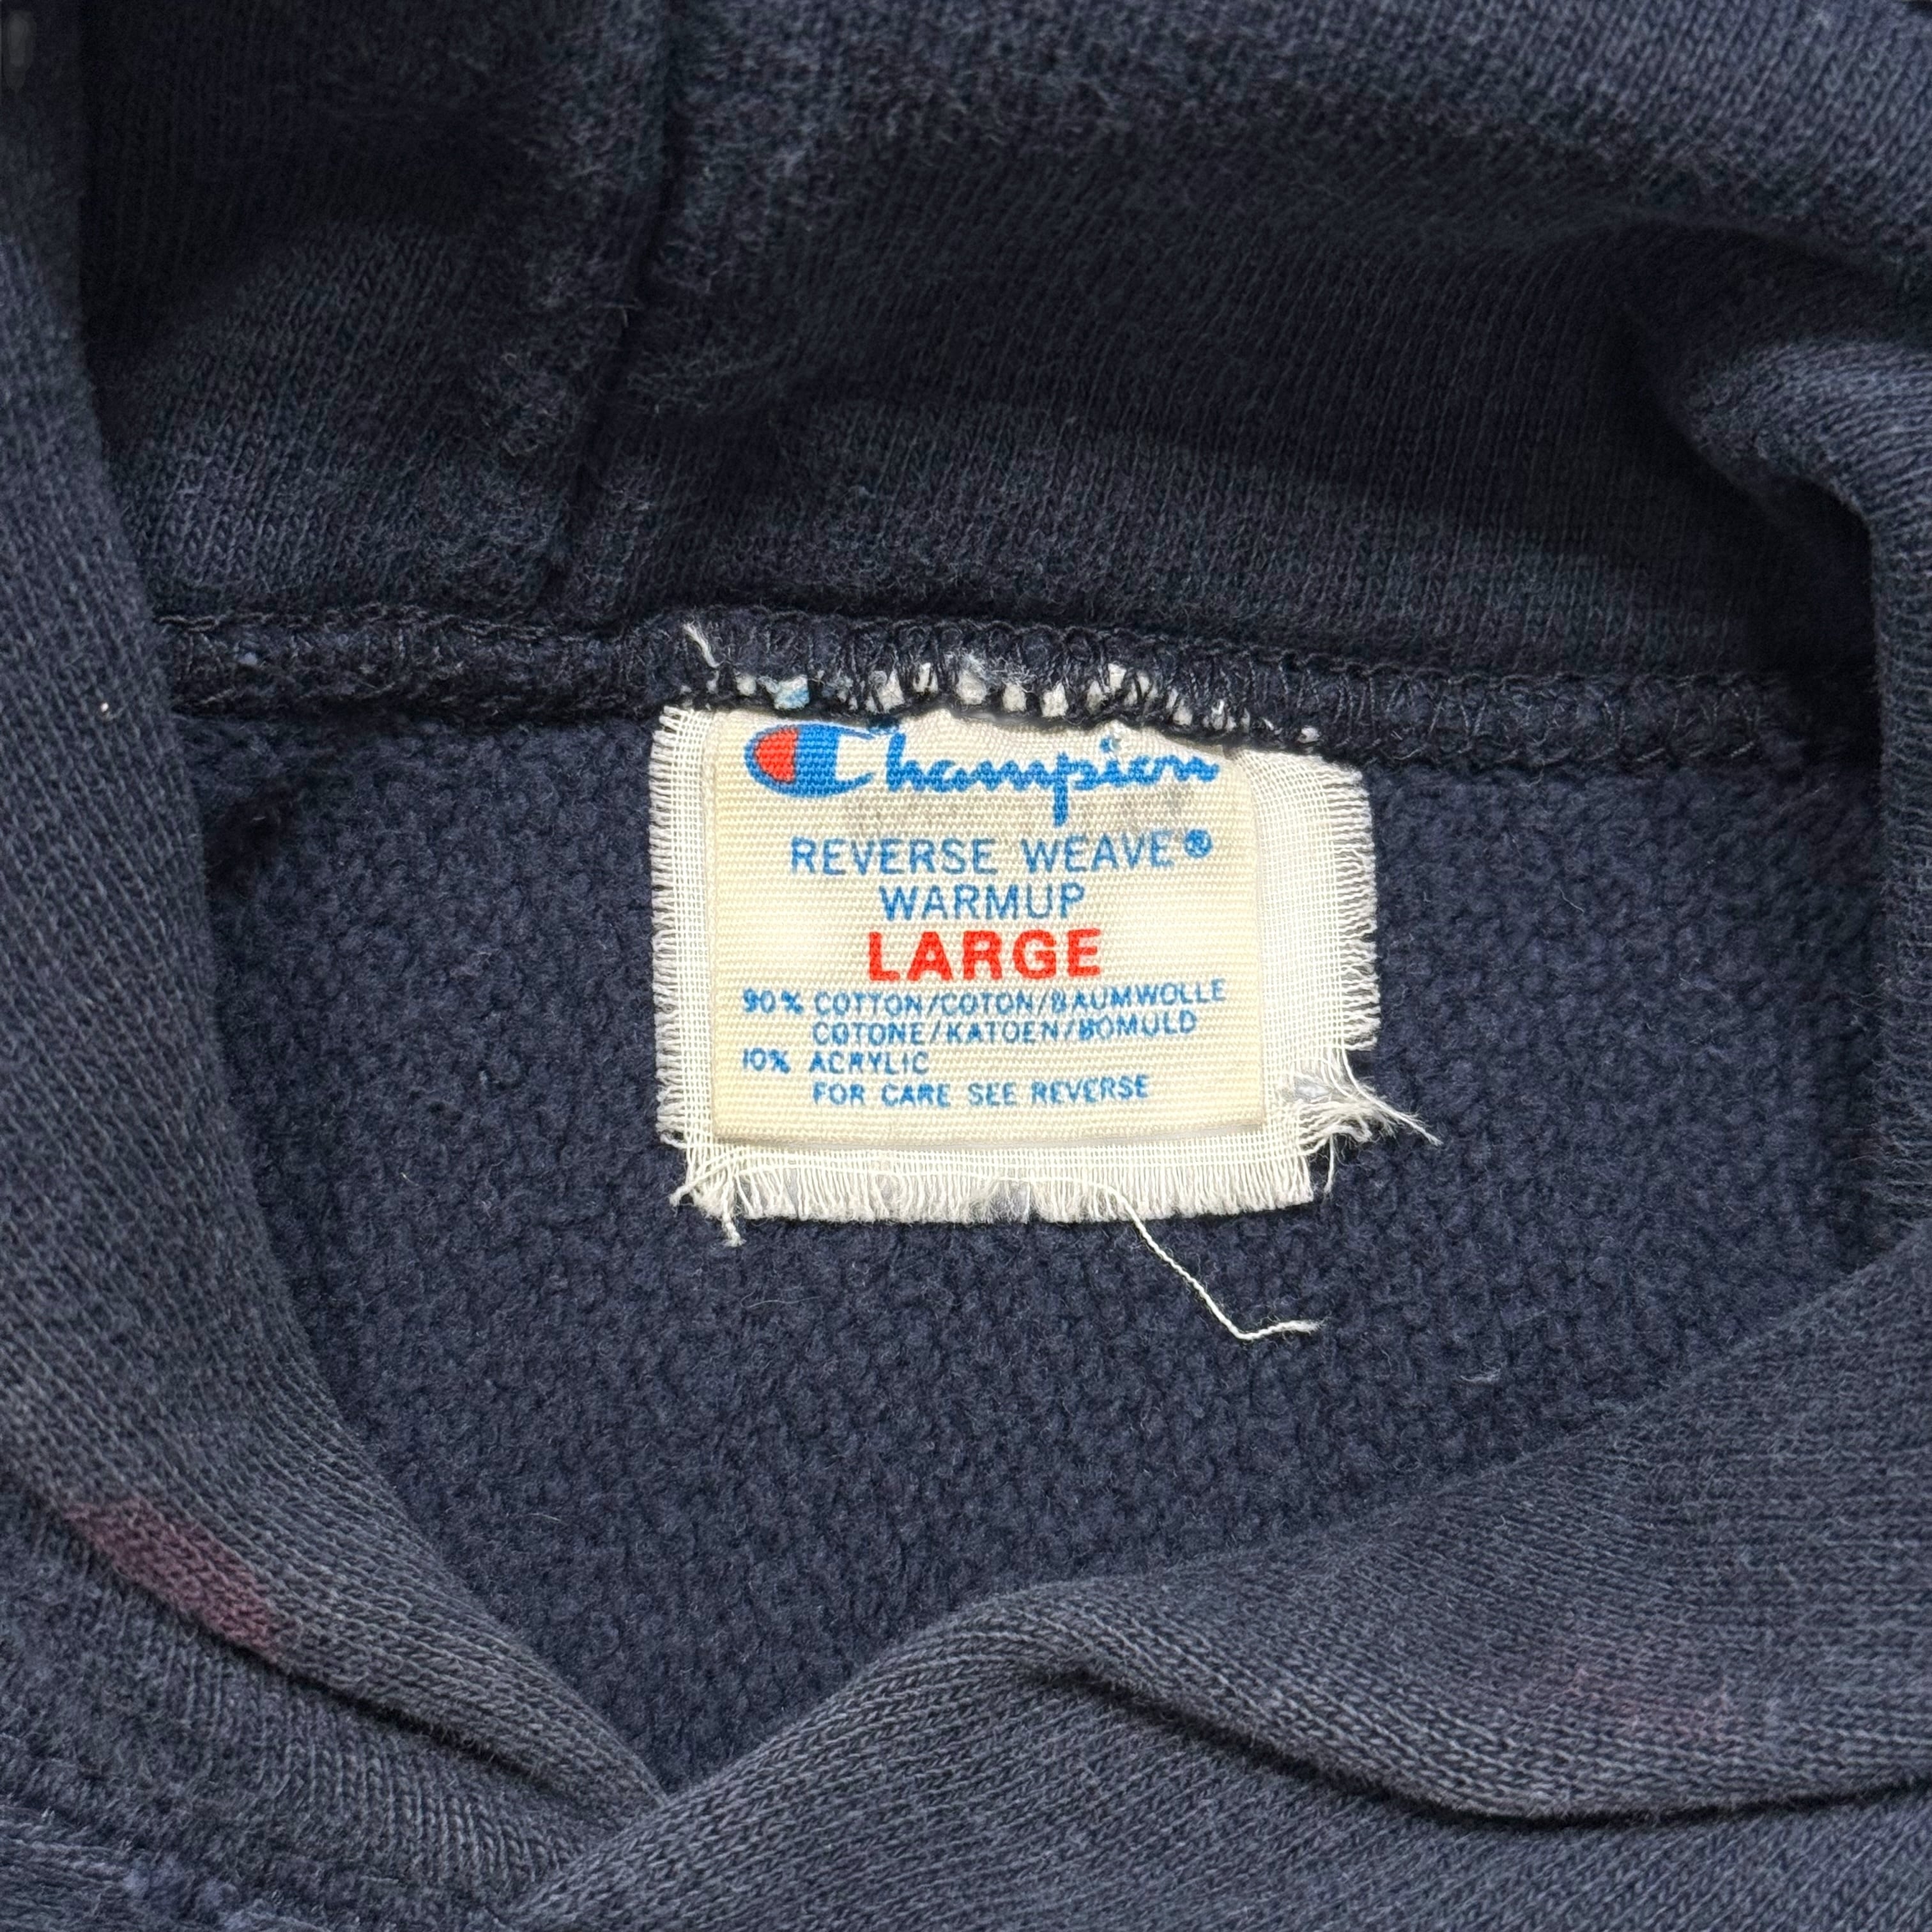 Champion
REVERSE WEAVE®
WARMUP
LARGE
90% COTTON/COTON/BAUMWOLLE
COTONE/KATOEN/BOMULD
10% ACRYLIC
FOR CARE SEE REVERSE